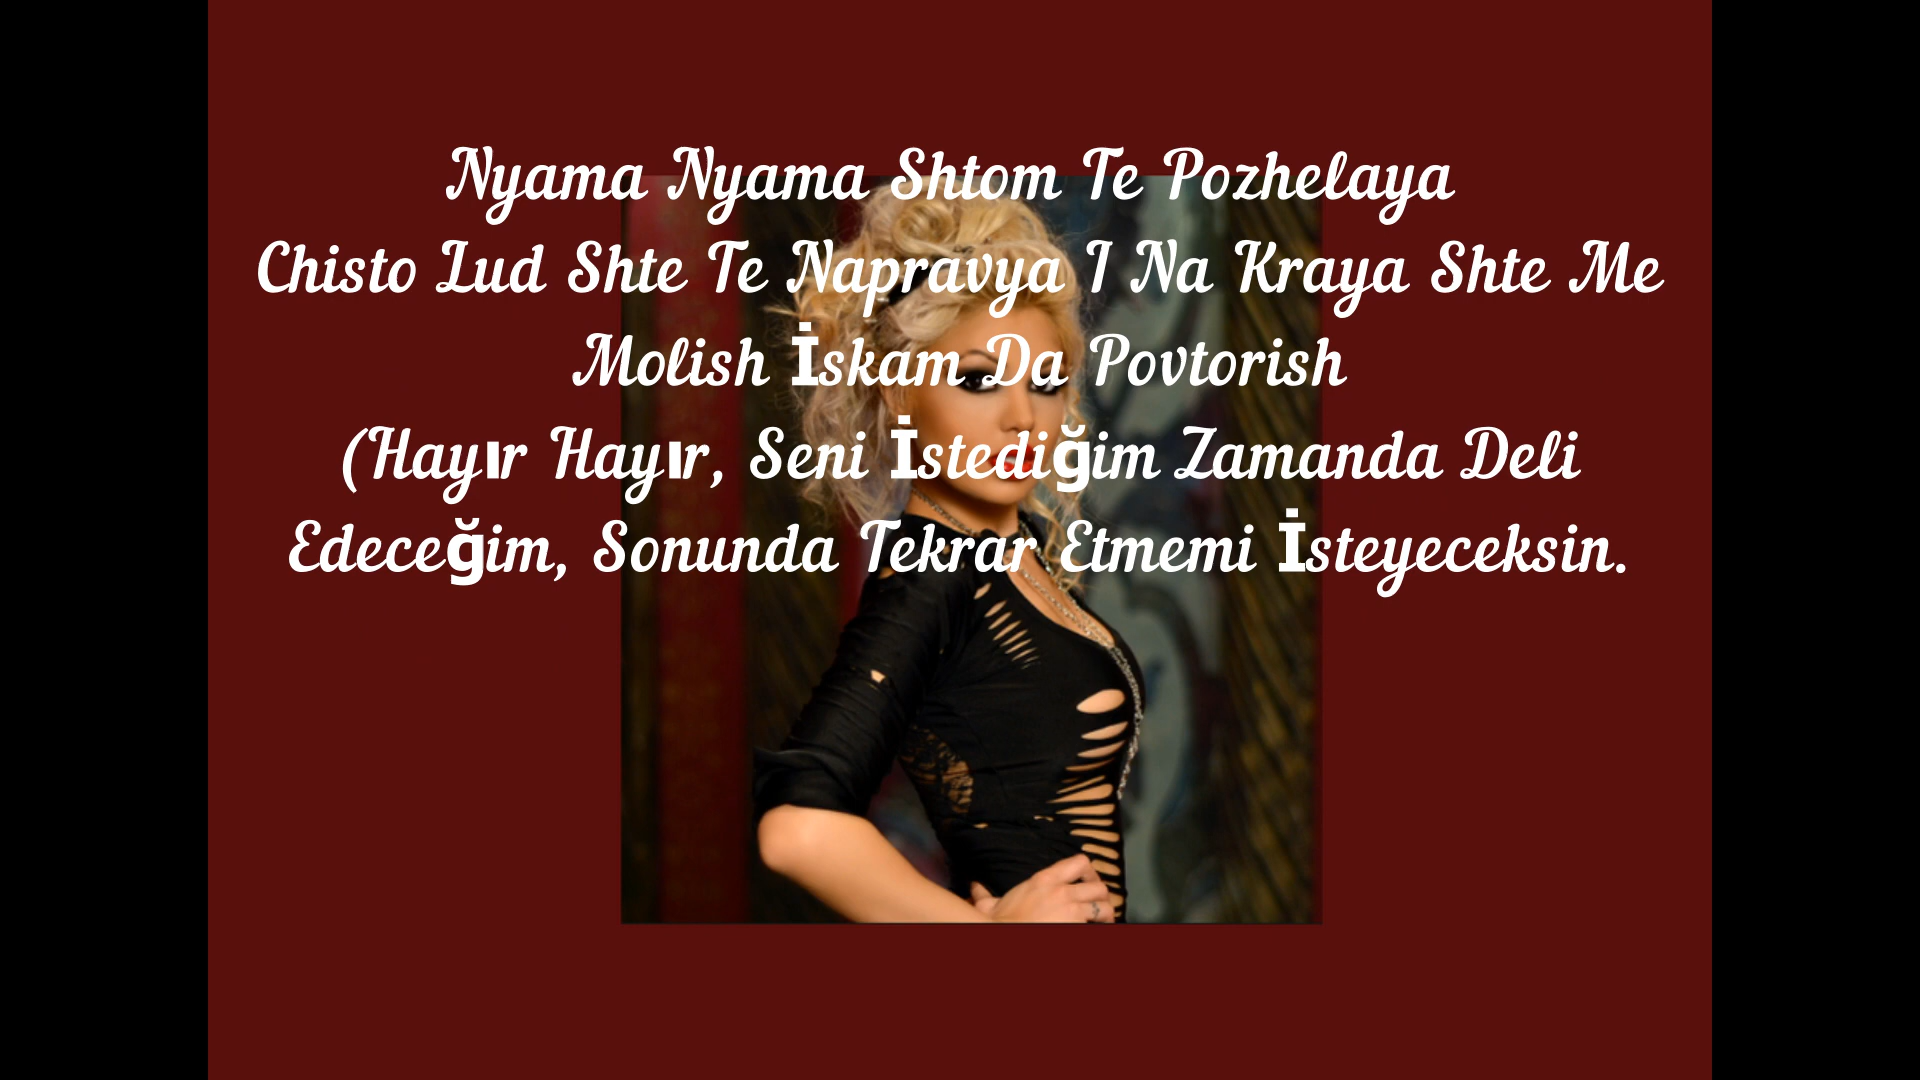 Nyama Nyama Shtom Te Pozhelaya
Chisto Lud Shte Te Napravya I Na Kraya Shte Me
Molish İskam Da Povtorish
(Hayır Hayır, Seni İstediğim Zamanda Deli
Edeceğim, Sonunda Tekrar Etmemi İsteyeceksin.